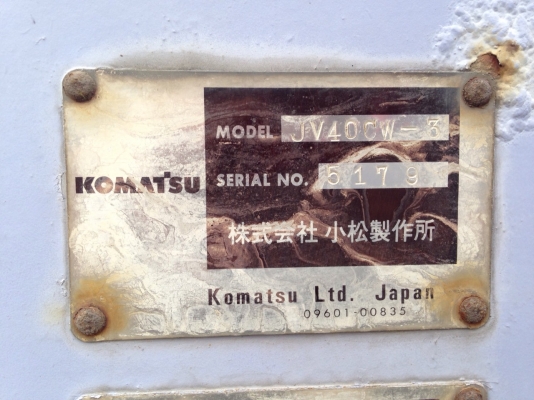 MODEL JV40CW-3
KOMATSU SERIAL NO. 5179
株式会社 小松製作所
Komatsu Ltd. Japan
09601-00835